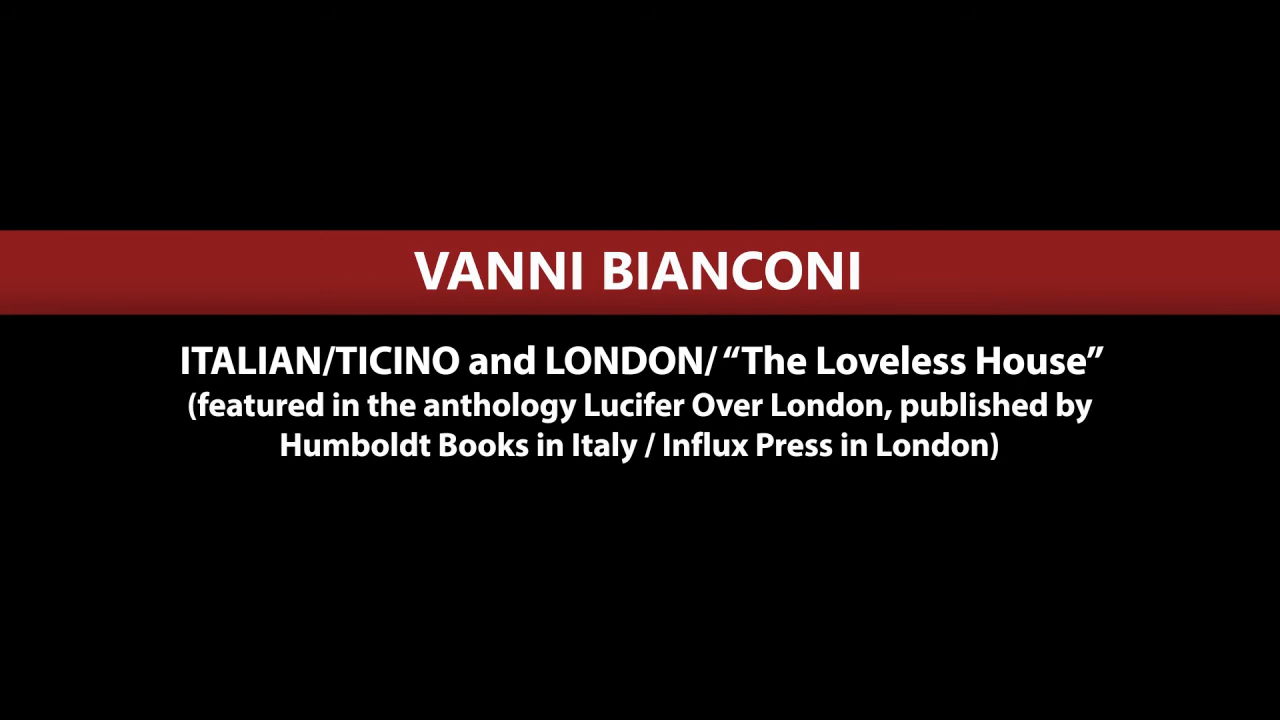 VANNI BIANCONI
ITALIAN/TICINO and LONDON/ “The Loveless House”
(featured in the anthology Lucifer Over London, published by
Humboldt Books in Italy / Influx Press in London)